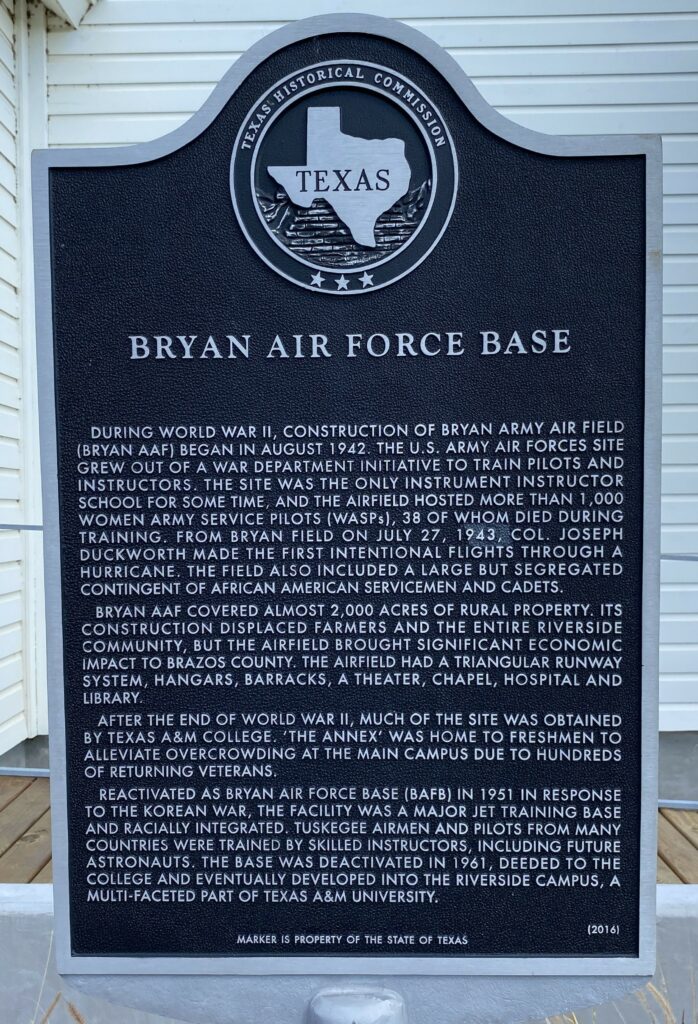 TEXAS HISTORICAL COMMISSION
TEXAS
BRYAN AIR FORCE BASE
DURING WORLD WAR II, CONSTRUCTION OF BRYAN ARMY AIR FIELD
(BRYAN AAF) BEGAN IN AUGUST 1942. THE U.S. ARMY AIR FORCES SITE
GREW OUT OF A WAR DEPARTMENT INITIATIVE TO TRAIN PILOTS AND
INSTRUCTORS. THE SITE WAS THE ONLY INSTRUMENT INSTRUCTOR
SCHOOL FOR SOME TIME, AND THE AIRFIELD HOSTED MORE THAN 1,000
WOMEN ARMY SERVICE PILOTS (WASPs), 38 OF WHOM DIED DURING
TRAINING. FROM BRYAN FIELD ON JULY 27, 1943, COL. JOSEPH
DUCKWORTH MADE THE FIRST INTENTIONAL FLIGHTS THROUGH A
HURRICANE. THE FIELD ALSO INCLUDED A LARGE BUT SEGREGATED
CONTINGENT OF AFRICAN AMERICAN SERVICEMEN AND CADETS.
BRYAN AAF COVERED ALMOST 2,000 ACRES OF RURAL PROPERTY. ITS
CONSTRUCTION DISPLACED FARMERS AND THE ENTIRE RIVERSIDE
COMMUNITY, BUT THE AIRFIELD BROUGHT SIGNIFICANT ECONOMIC
IMPACT TO BRAZOS COUNTY. THE AIRFIELD HAD A TRIANGULAR RUNWAY
SYSTEM, HANGARS, BARRACKS, A THEATER, CHAPEL, HOSPITAL AND
LIBRARY.
AFTER THE END OF WORLD WAR II, MUCH OF THE SITE WAS OBTAINED
BY TEXAS A&M COLLEGE. 'THE ANNEX' WAS HOME TO FRESHMEN TO
ALLEVIATE OVERCROWDING AT THE MAIN CAMPUS DUE TO HUNDREDS
OF RETURNING VETERANS.
REACTIVATED AS BRYAN AIR FORCE BASE (BAFB) IN 1951 IN RESPONSE
TO THE KOREAN WAR, THE FACILITY WAS A MAJOR JET TRAINING BASE
AND RACIALLY INTEGRATED. TUSKEGEE AIRMEN AND PILOTS FROM MANY
COUNTRIES WERE TRAINED BY SKILLED INSTRUCTORS, INCLUDING FUTURE
ASTRONAUTS. THE BASE WAS DEACTIVATED IN 1961, DEEDED TO THE
COLLEGE AND EVENTUALLY DEVELOPED INTO THE RIVERSIDE CAMPUS, A
MULTI-FACETED PART OF TEXAS A&M UNIVERSITY.
(2016)
MARKER IS PROPERTY OF THE STATE OF TEXAS